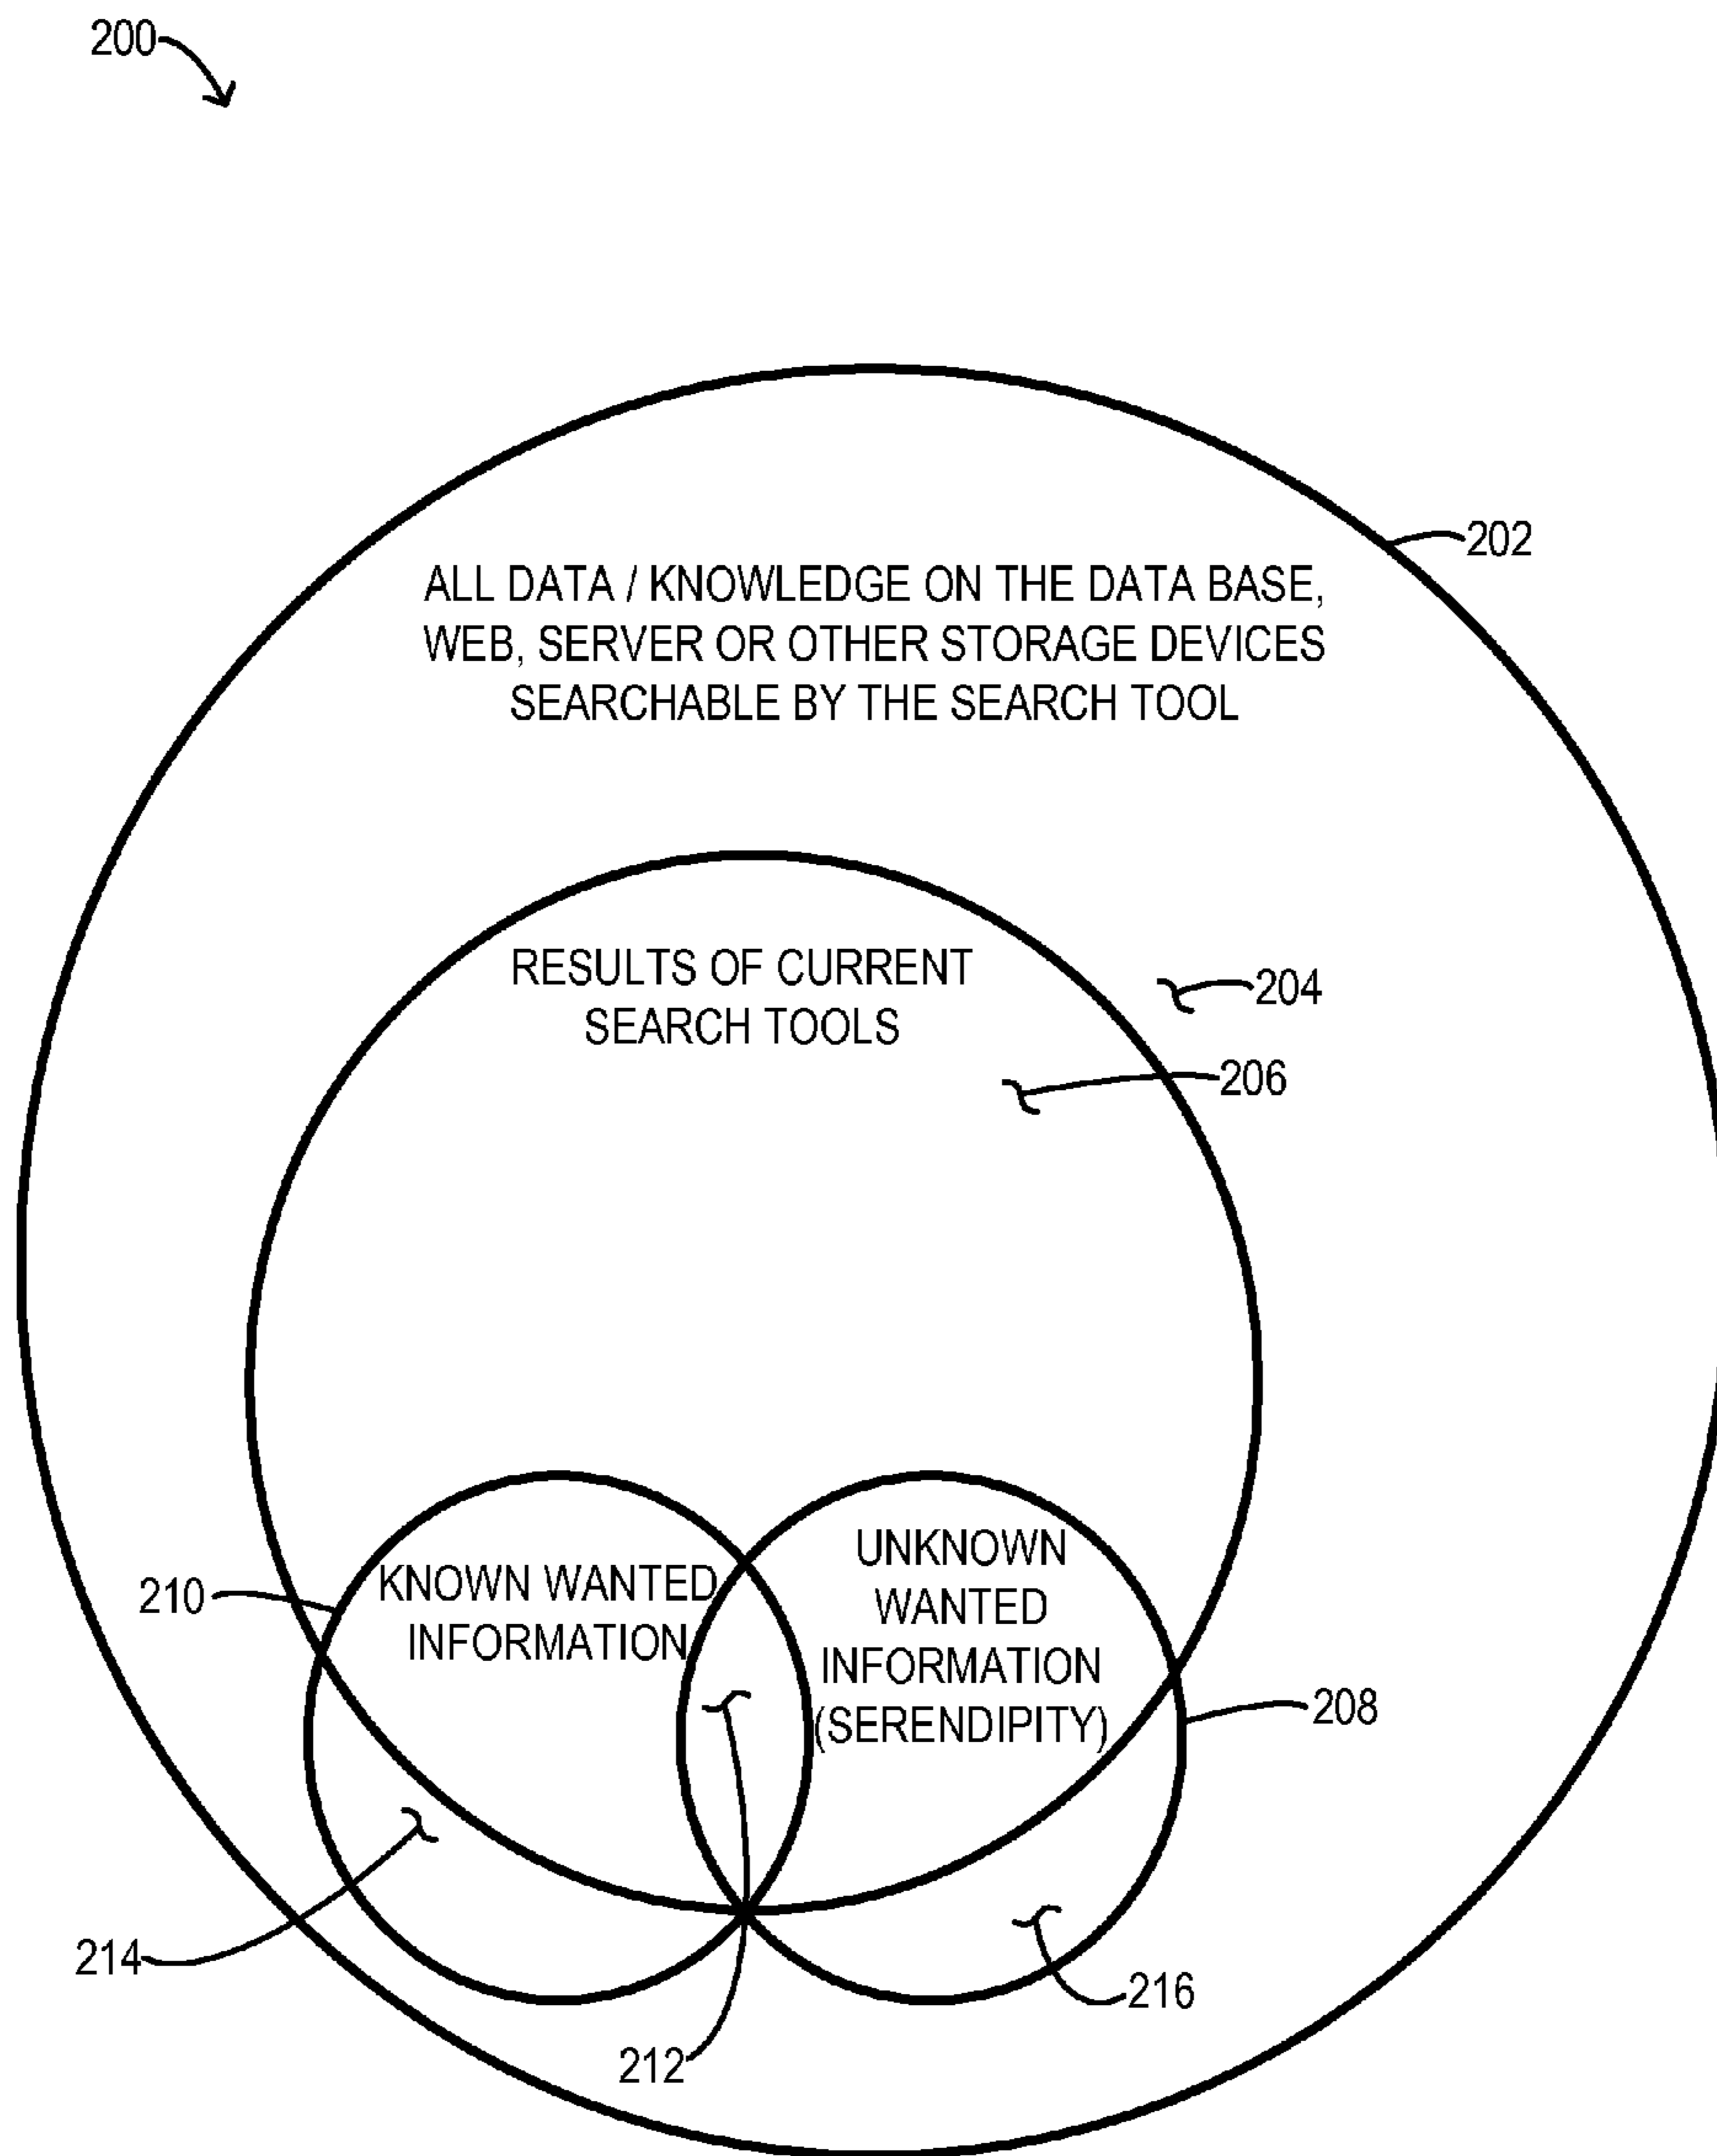 200
202
ALL DATA / KNOWLEDGE ON THE DATA BASE,
WEB, SERVER OR OTHER STORAGE DEVICES
SEARCHABLE BY THE SEARCH TOOL
RESULTS OF CURRENT
SEARCH TOOLS
204
206
210
KNOWN WANTED
INFORMATION
UNKNOWN
WANTED
INFORMATION
(SERENDIPITY)
208
214
216
212